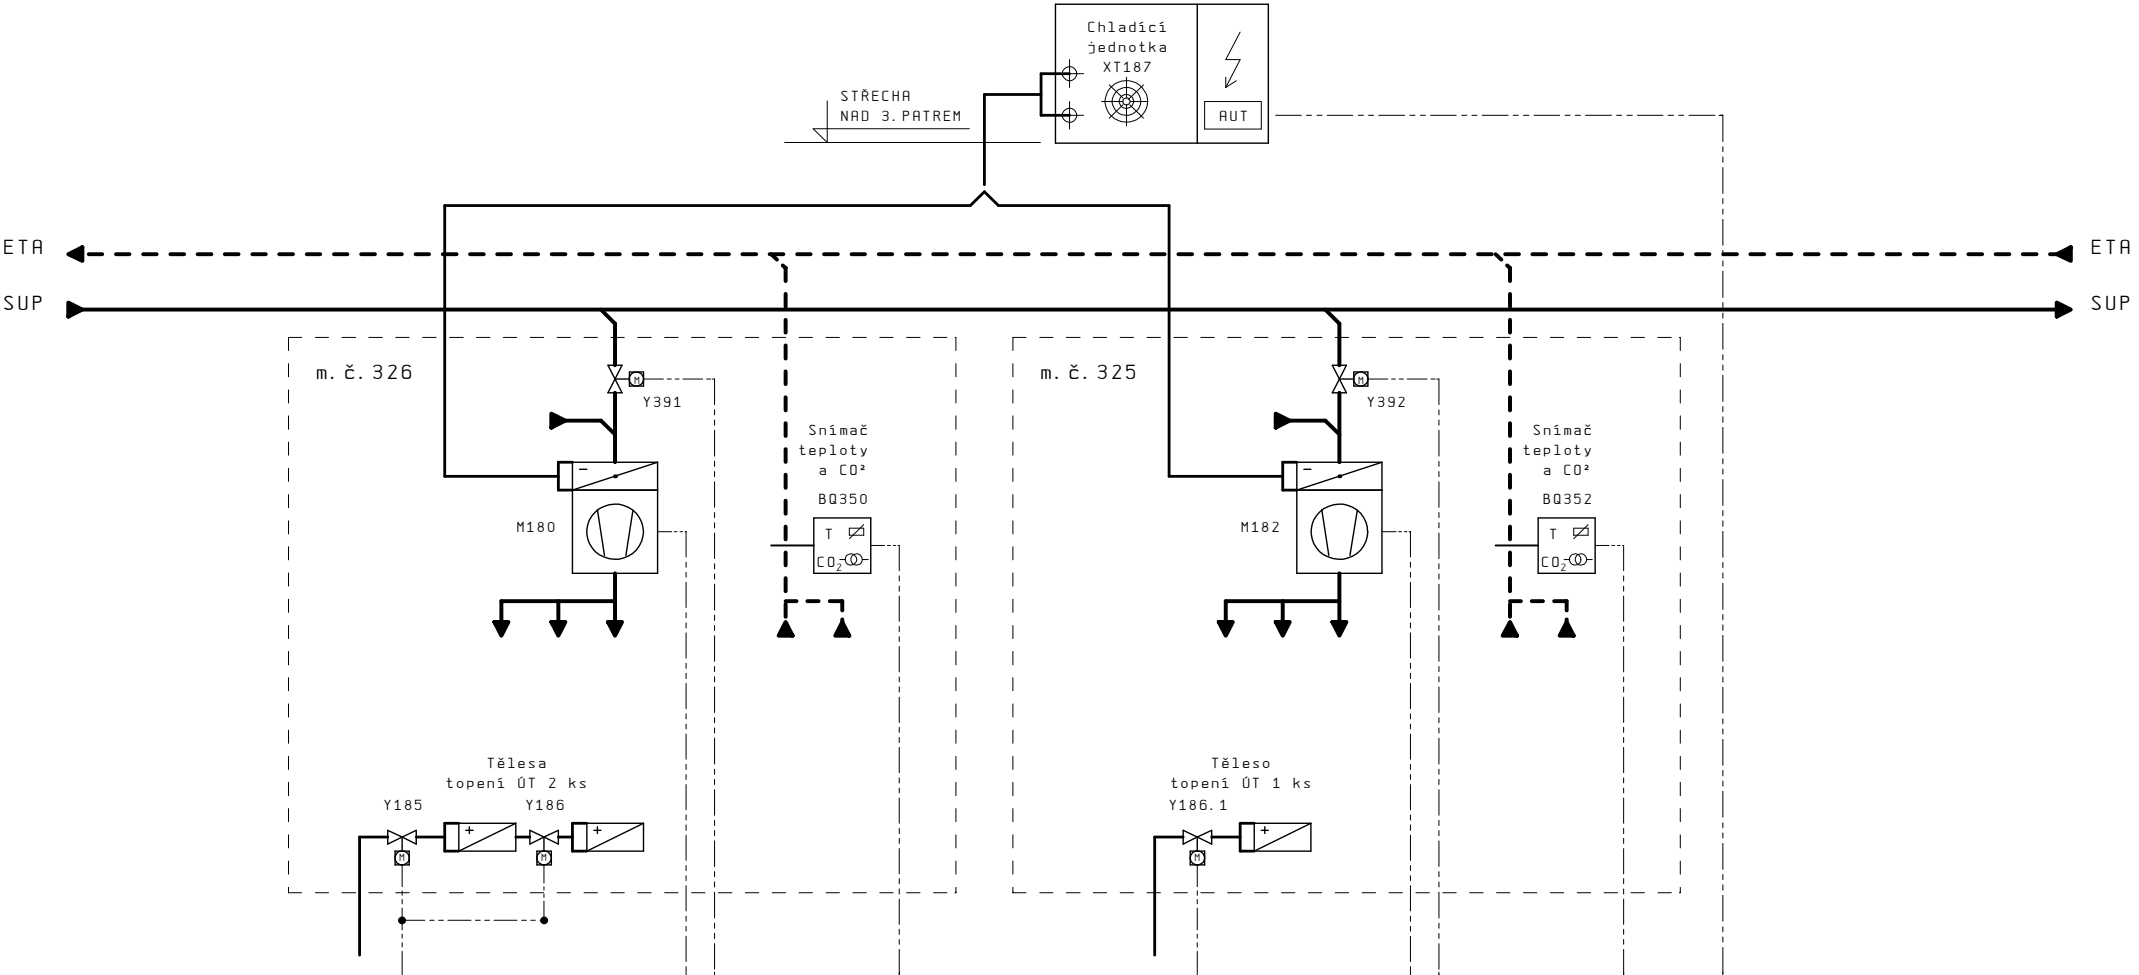 Chladící
jednotka
XT187
AUT
STŘECHA
NAD 3. PATREM
ETA
ETA
SUP
SUP
m. č. 326
M
Y391
Snímač
teploty
a CO²
BQ350
T
CO₂
M180
Tělesa
topení ÚT 2 ks
Y185
Y186
+
+
M
M
m. č. 325
M
Y392
Snímač
teploty
a CO²
BQ352
T
CO₂
M182
Těleso
topení ÚT 1 ks
Y186.1
+
M